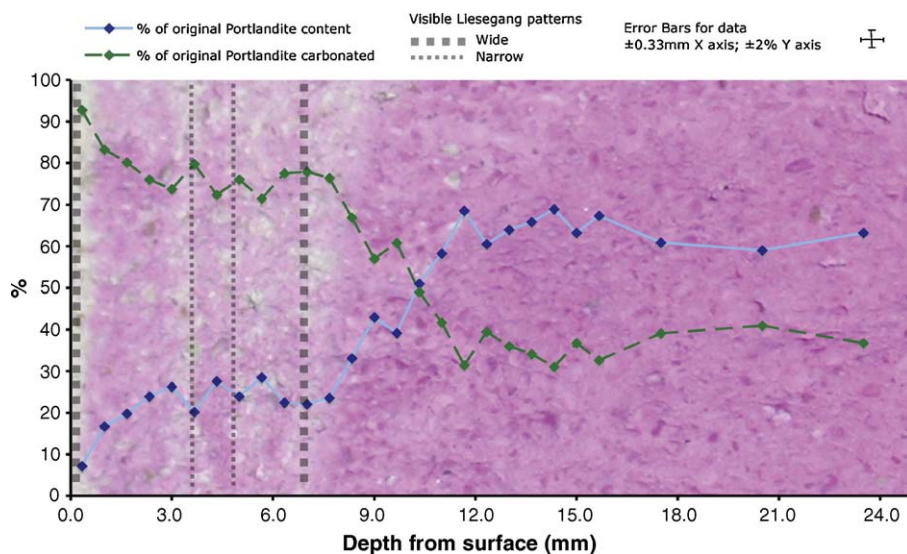 % of original Portlandite content
% of original Portlandite carbonated
Visible Liesegang patterns
Wide
Narrow
Error Bars for data
±0.33mm X axis; ±2% Y axis
100
90
80
70
60
50
40
30
20
10
0
%
0.0 3.0 6.0 9.0 12.0 15.0 18.0 21.0 24.0
Depth from surface (mm)